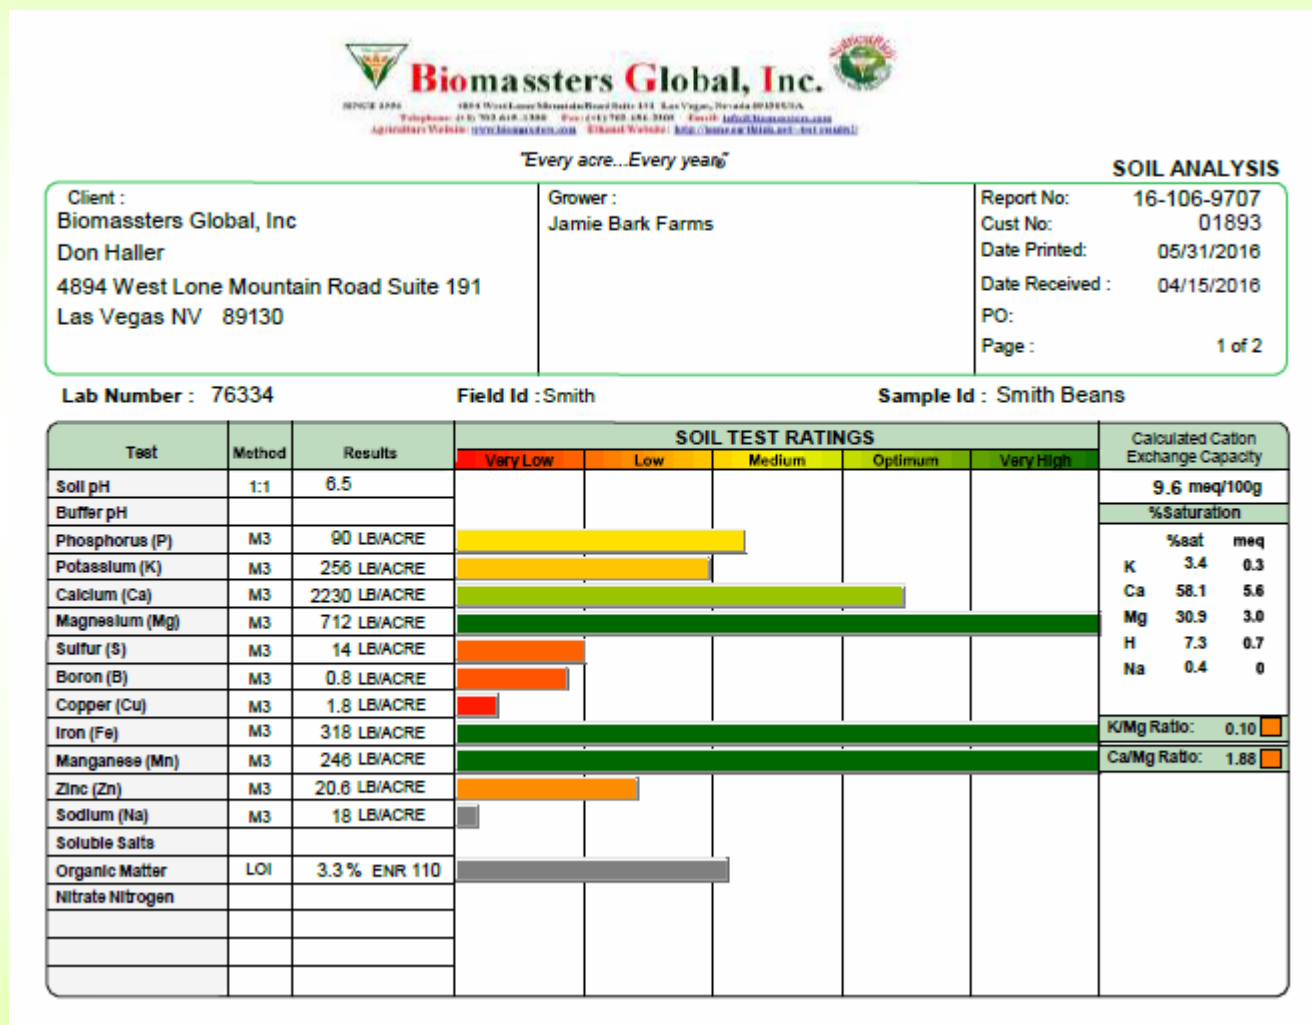 Biomassters Global, Inc.
SINCE 1996
"Every acre...Every year"
SOIL ANALYSIS
Client :
Biomassters Global, Inc
Don Haller
4894 West Lone Mountain Road Suite 191
Las Vegas NV 89130
Grower :
Jamie Bark Farms
Report No: 16-106-9707
Cust No: 01893
Date Printed: 05/31/2016
Date Received : 04/15/2016
PO:
Page : 1 of 2
Lab Number : 76334 Field Id : Smith Sample Id : Smith Beans
Test Method Results SOIL TEST RATINGS
Very Low Low Medium Optimum Very High
Calculated Cation
Exchange Capacity
9.6 meq/100g
%Saturation
%sat meq
K 3.4 0.3
Ca 58.1 5.6
Mg 30.9 3.0
H 7.3 0.7
Na 0.4 0
K/Mg Ratio: 0.10
Ca/Mg Ratio: 1.88
Soil pH 1:1 6.5
Buffer pH
Phosphorus (P) M3 90 LB/ACRE
Potassium (K) M3 256 LB/ACRE
Calcium (Ca) M3 2230 LB/ACRE
Magnesium (Mg) M3 712 LB/ACRE
Sulfur (S) M3 14 LB/ACRE
Boron (B) M3 0.8 LB/ACRE
Copper (Cu) M3 1.8 LB/ACRE
Iron (Fe) M3 318 LB/ACRE
Manganese (Mn) M3 246 LB/ACRE
Zinc (Zn) M3 20.6 LB/ACRE
Sodium (Na) M3 18 LB/ACRE
Soluble Salts
Organic Matter LOI 3.3 % ENR 110
Nitrate Nitrogen